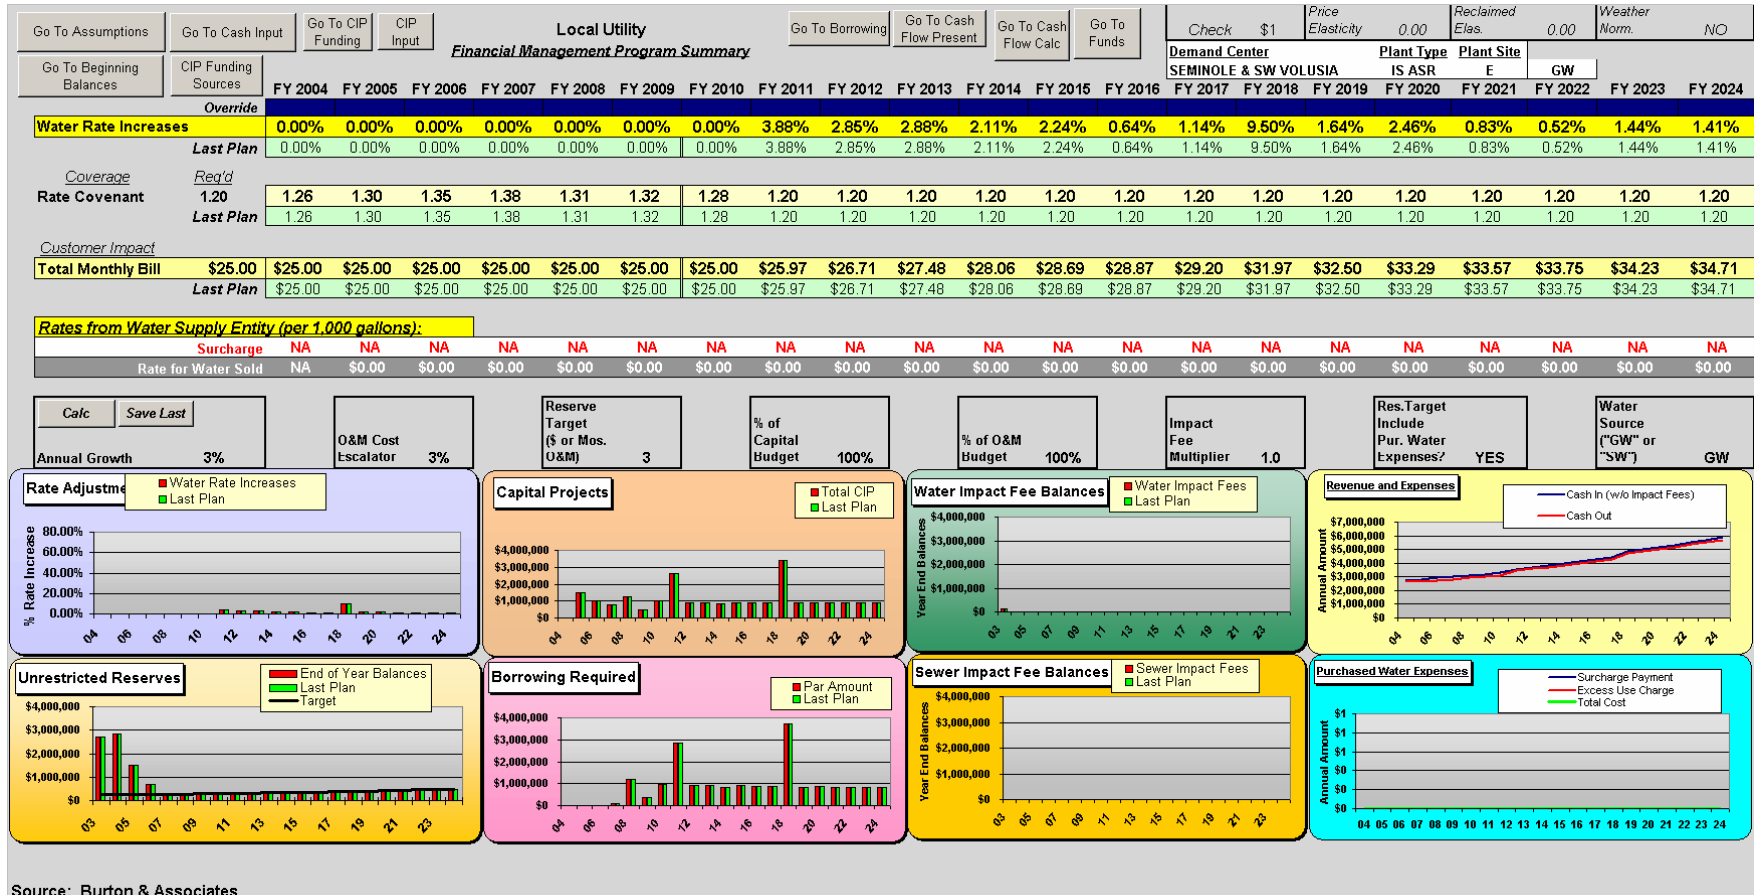 Go To Assumptions
Go To Cash Input
Go To CIP Funding
CIP Input
Local Utility
Financial Management Program Summary
Go To Borrowing
Go To Cash Flow Present
Go To Cash Flow Calc
Go To Funds
Check $1
Price Elasticity 0.00
Reclaimed Elas. 0.00
Weather Norm. NO
Go To Beginning Balances
CIP Funding Sources
Demand Center Plant Type Plant Site
SEMINOLE & SW VOLUSIA IS ASR E GW
FY 2004 FY 2005 FY 2006 FY 2007 FY 2008 FY 2009 FY 2010 FY 2011 FY 2012 FY 2013 FY 2014 FY 2015 FY 2016 FY 2017 FY 2018 FY 2019 FY 2020 FY 2021 FY 2022 FY 2023 FY 2024
Override
Water Rate Increases 0.00% 0.00% 0.00% 0.00% 0.00% 0.00% 0.00% 3.88% 2.85% 2.88% 2.11% 2.24% 0.64% 1.14% 9.50% 1.64% 2.46% 0.83% 0.52% 1.44% 1.41%
Last Plan 0.00% 0.00% 0.00% 0.00% 0.00% 0.00% 0.00% 3.88% 2.85% 2.88% 2.11% 2.24% 0.64% 1.14% 9.50% 1.64% 2.46% 0.83% 0.52% 1.44% 1.41%
Coverage Req'd
Rate Covenant 1.20 1.26 1.30 1.35 1.38 1.31 1.32 1.28 1.20 1.20 1.20 1.20 1.20 1.20 1.20 1.20 1.20 1.20 1.20 1.20 1.20 1.20
Last Plan 1.26 1.30 1.35 1.38 1.31 1.32 1.28 1.20 1.20 1.20 1.20 1.20 1.20 1.20 1.20 1.20 1.20 1.20 1.20 1.20 1.20
Customer Impact
Total Monthly Bill $25.00 $25.00 $25.00 $25.00 $25.00 $25.00 $25.00 $25.00 $25.97 $26.71 $27.48 $28.06 $28.69 $28.87 $29.20 $31.97 $32.50 $33.29 $33.57 $33.75 $34.23 $34.71
Last Plan $25.00 $25.00 $25.00 $25.00 $25.00 $25.00 $25.00 $25.97 $26.71 $27.48 $28.06 $28.69 $28.87 $29.20 $31.97 $32.50 $33.29 $33.57 $33.75 $34.23 $34.71
Rates from Water Supply Entity (per 1,000 gallons):
Surcharge NA NA NA NA NA NA NA NA NA NA NA NA NA NA NA NA NA NA NA NA NA
Rate for Water Sold NA $0.00 $0.00 $0.00 $0.00 $0.00 $0.00 $0.00 $0.00 $0.00 $0.00 $0.00 $0.00 $0.00 $0.00 $0.00 $0.00 $0.00 $0.00 $0.00 $0.00
Calc Save Last
Annual Growth 3%
O&M Cost
Escalator 3%
Reserve
Target
($ or Mos.
O&M) 3
% of
Capital
Budget 100%
% of O&M
Budget 100%
Impact
Fee
Multiplier 1.0
Res.Target
Include
Pur. Water
Expenses? YES
Water
Source
("GW" or
"SW") GW
Rate Adjustme
Water Rate Increases
Last Plan
% Rate Increase
80.00%
60.00%
40.00%
20.00%
0.00%
04 06 08 10 12 14 16 18 20 22 24
Capital Projects
Total CIP
Last Plan
$4,000,000
$3,000,000
$2,000,000
$1,000,000
$0
04 06 08 10 12 14 16 18 20 22 24
Water Impact Fee Balances
Water Impact Fees
Last Plan
Year End Balances
$4,000,000
$3,000,000
$2,000,000
$1,000,000
$0
03 05 07 09 11 13 15 17 19 21 23
Revenue and Expenses
Cash In (w/o Impact Fees)
Cash Out
Annual Amount
$7,000,000
$6,000,000
$5,000,000
$4,000,000
$3,000,000
$2,000,000
$1,000,000
$0
04 06 08 10 12 14 16 18 20 22 24
Unrestricted Reserves
End of Year Balances
Last Plan
Target
$4,000,000
$3,000,000
$2,000,000
$1,000,000
$0
03 05 07 09 11 13 15 17 19 21 23
Borrowing Required
Par Amount
Last Plan
$4,000,000
$3,000,000
$2,000,000
$1,000,000
$0
04 06 08 10 12 14 16 18 20 22 24
Sewer Impact Fee Balances
Sewer Impact Fees
Last Plan
Year End Balances
$4,000,000
$3,000,000
$2,000,000
$1,000,000
$0
03 05 07 09 11 13 15 17 19 21 23
Purchased Water Expenses
Surcharge Payment
Excess Use Charge
Total Cost
Annual Amount
$1
$1
$1
$0
$0
$0
04 05 06 07 08 09 10 11 12 13 14 15 16 17 18 19 20 21 22 23 24
Source: Burton & Associates